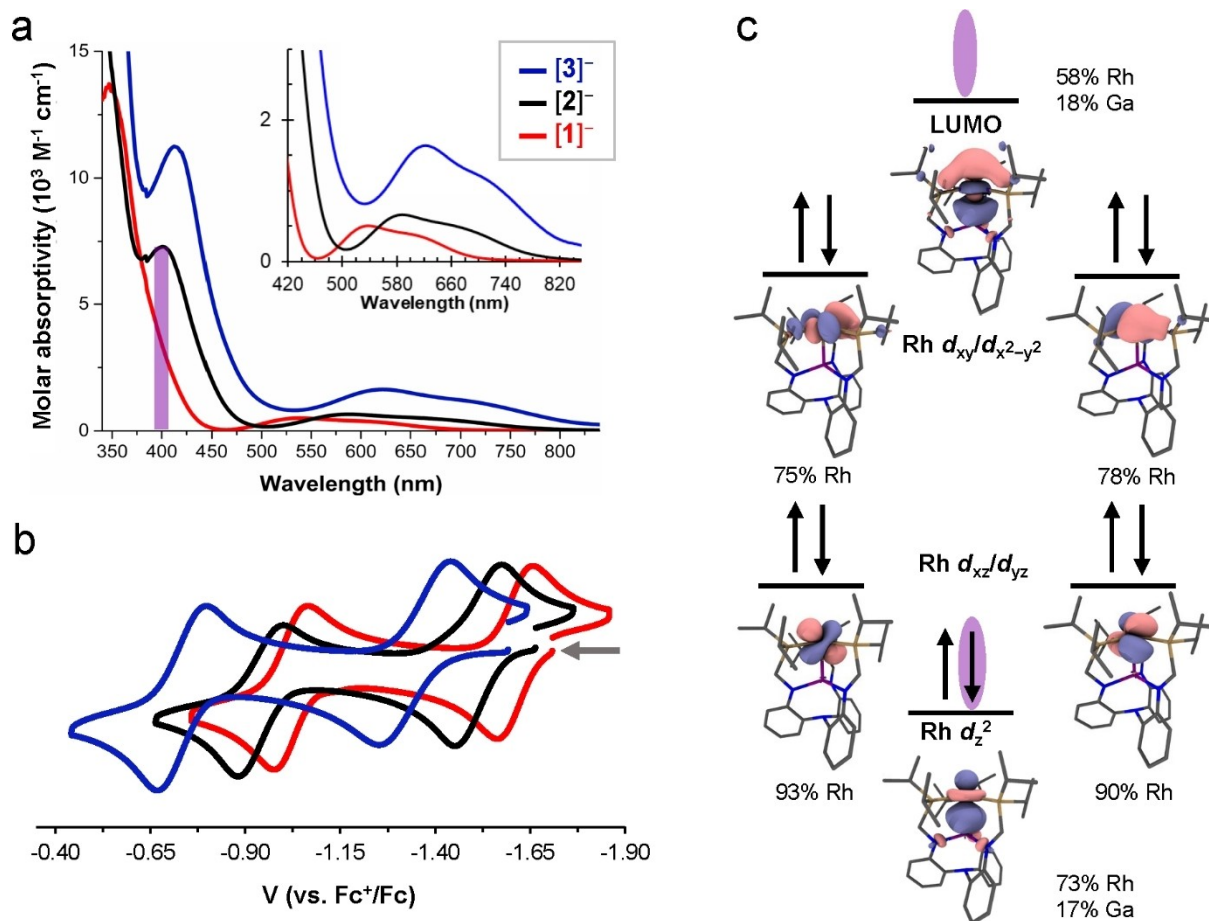 a
15
10
5
0
Molar absorptivity (10³ M⁻¹ cm⁻¹)
350 400 450 500 550 600 650 700 750 800
Wavelength (nm)
2
0
420 500 580 660 740 820
Wavelength (nm)
[3]⁻
[2]⁻
[1]⁻
b
-0.40 -0.65 -0.90 -1.15 -1.40 -1.65 -1.90
V (vs. Fc⁺/Fc)
c
58% Rh
18% Ga
LUMO
Rh dxy/dx²−y²
75% Rh
78% Rh
Rh dxz/dyz
Rh dz²
93% Rh
90% Rh
73% Rh
17% Ga